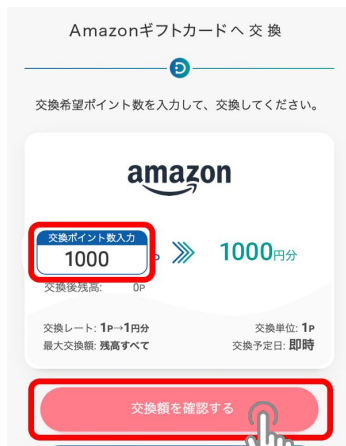 Amazonギフトカードへ交換
交換希望ポイント数を入力して、交換してください。
amazon
交換ポイント数入力
1000
1000円分
交換後残高: 0P
交換レート: 1P→1円分 交換単位: 1P
最大交換額: 残高すべて 交換予定日: 即時
交換額を確認する